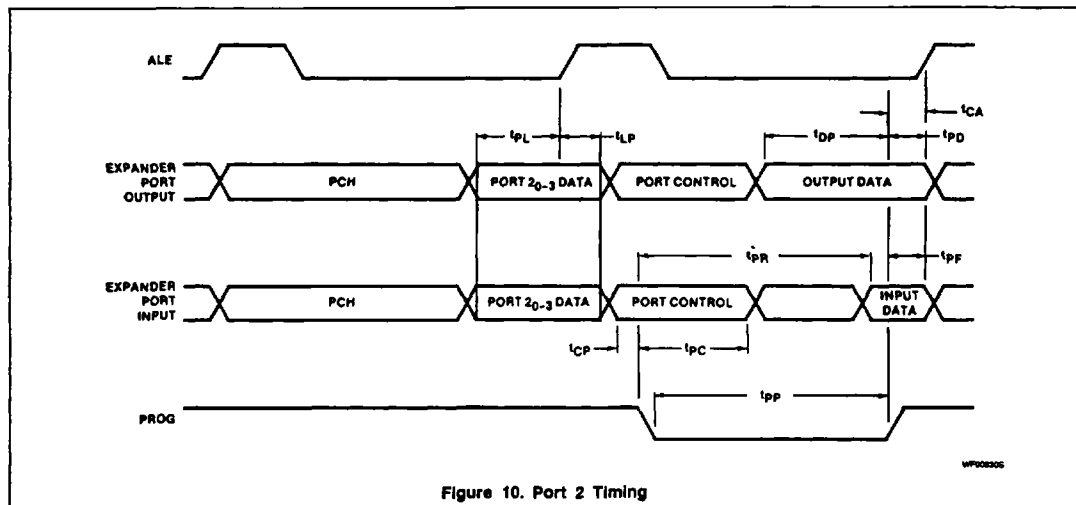 ALE
tCA
tPL
tLP
tDP
tPD
EXPANDER
PORT
OUTPUT
PCH
PORT 20-3 DATA
PORT CONTROL
OUTPUT DATA
tPR
tPF
EXPANDER
PORT
INPUT
PCH
PORT 20-3 DATA
PORT CONTROL
INPUT
DATA
tCP
tPC
tPP
PROG
Figure 10. Port 2 Timing